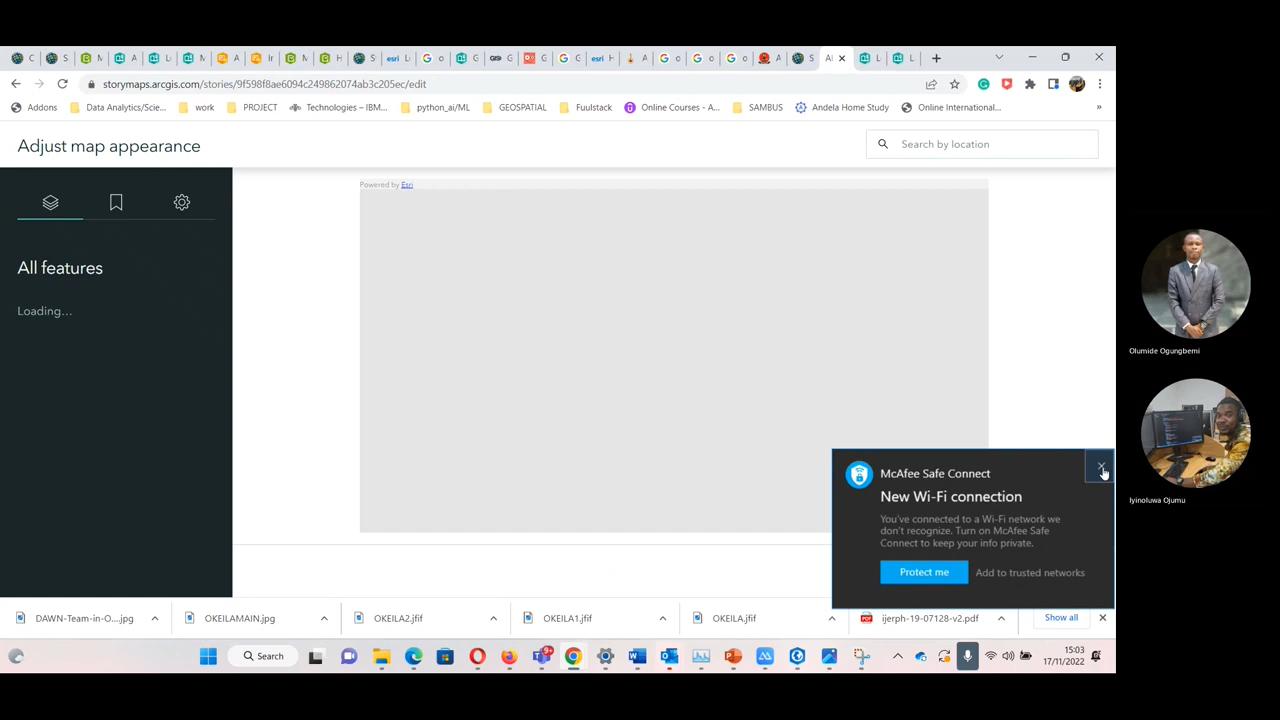 storymaps.arcgis.com/stories/9f598f8ae6094c249862074ab3c205ec/edit
Addons Data Analytics/Scie... work PROJECT Technologies – IBM... python_ai/ML GEOSPATIAL Fuulstack Online Courses - A... SAMBUS Andela Home Study Online International... »
Adjust map appearance
Search by location
Powered by Esri
All features
Loading...
McAfee Safe Connect
New Wi-Fi connection
You've connected to a Wi-Fi network we
don't recognize. Turn on McAfee Safe
Connect to keep your info private.
Protect me Add to trusted networks
Olumide Ogungbemi
Iyinoluwa Ojumu
DAWN-Team-in-O....jpg OKEILAMAIN.jpg OKEILA2.jfif OKEILA1.jfif OKEILA.jfif ijerph-19-07128-v2.pdf Show all
Search
15:03
17/11/2022